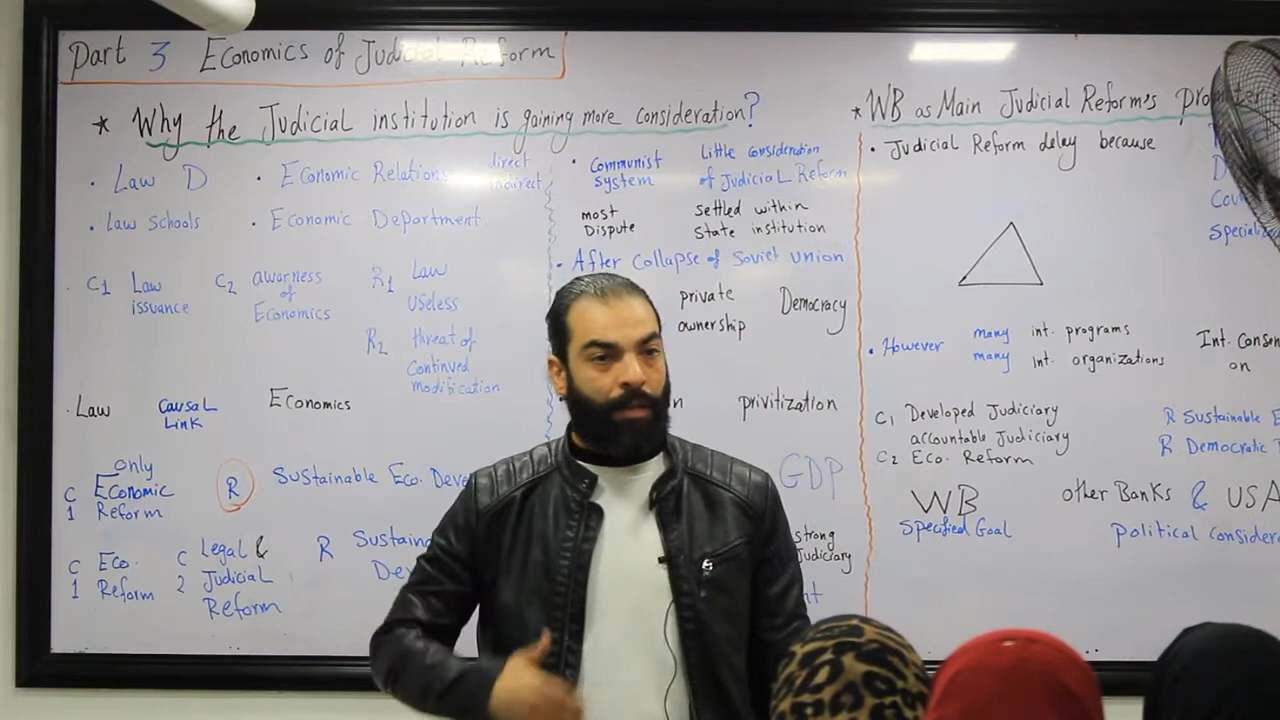 Part 3 Economics of Judicial Reform
* Why the Judicial institution is gaining more consideration?
. Law D . Economic Relations direct
indirect
. Law Schools . Economic Department
C1 Law
issuance
C2 awarness
of
Economics
R1 Law
useless
R2 threat of
continued
modification
. Law Causal
Link Economics
C
1 only
Economic
Reform
R Sustainable Eco.
C
1 Eco.
Reform
C
2 Legal &
Judicial
Reform
R
. Communist
system
Little consideration
of Judicial Reform
most
Dispute
Settled within
State institution
. After Collapse of Soviet Union
private
ownership
Democracy
privitization
GDP
strong
Judiciary
* WB as Main Judicial Reform's
. Judicial Reform delay because
. However many int. programs
many int. organizations
Int.
on
C1 Developed Judiciary
accountable Judiciary
C2 Eco. Reform
R Sustainable
R Democratic
WB
Specified Goal
other Banks & USA
Political